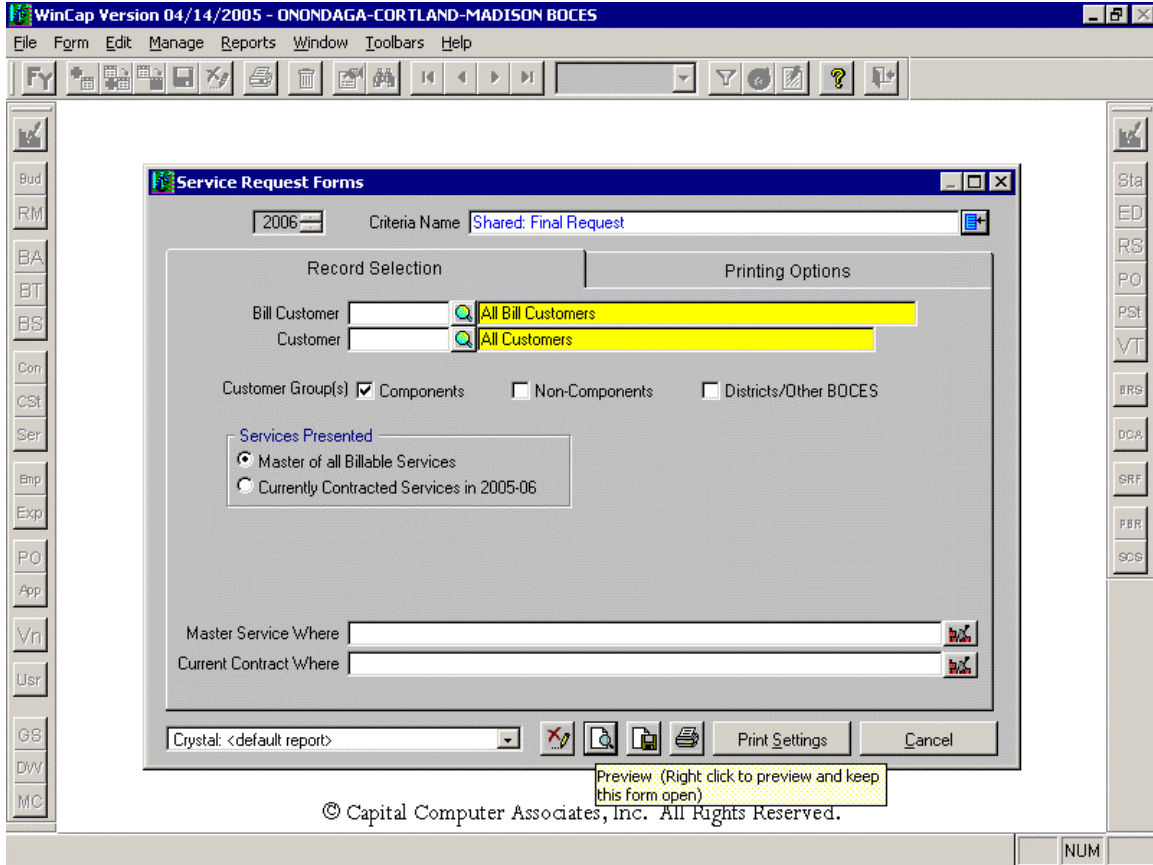 WinCap Version 04/14/2005 - ONONDAGA-CORTLAND-MADISON BOCES
File Form Edit Manage Reports Window Toolbars Help
FY
Bud
RM
BA
BT
BS
Con
CSt
Ser
Emp
Exp
PO
App
Vn
Usr
GS
DW
MC
Service Request Forms
2006 Criteria Name Shared: Final Request
Record Selection Printing Options
Bill Customer All Bill Customers
Customer All Customers
Customer Group(s) Components Non-Components Districts/Other BOCES
Services Presented
Master of all Billable Services
Currently Contracted Services in 2005-06
Master Service Where
Current Contract Where
Crystal: <default report> Print Settings Cancel
Preview (Right click to preview and keep
this form open)
© Capital Computer Associates, Inc. All Rights Reserved.
Sta
ED
RS
PO
PSt
VT
BRS
DCA
SRF
PBR
SCS
NUM